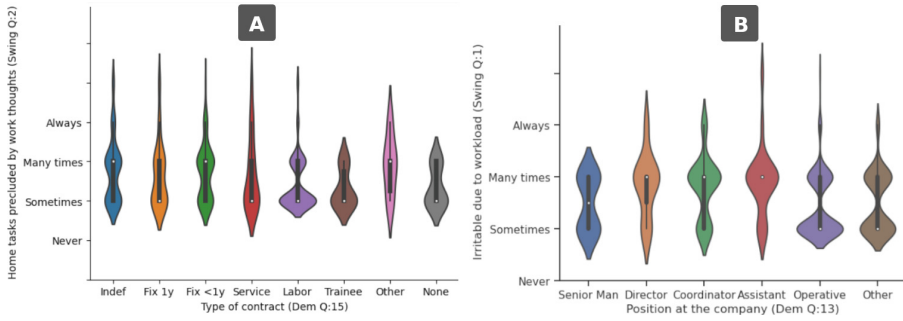 A
Home tasks precluded by work thoughts (Swing Q:2)
Always
Many times
Sometimes
Never
Indef Fix 1y Fix <1y Service Labor Trainee Other None
Type of contract (Dem Q:15)
B
Irritable due to workload (Swing Q:1)
Always
Many times
Sometimes
Never
Senior Man Director Coordinator Assistant Operative Other
Position at the company (Dem Q:13)